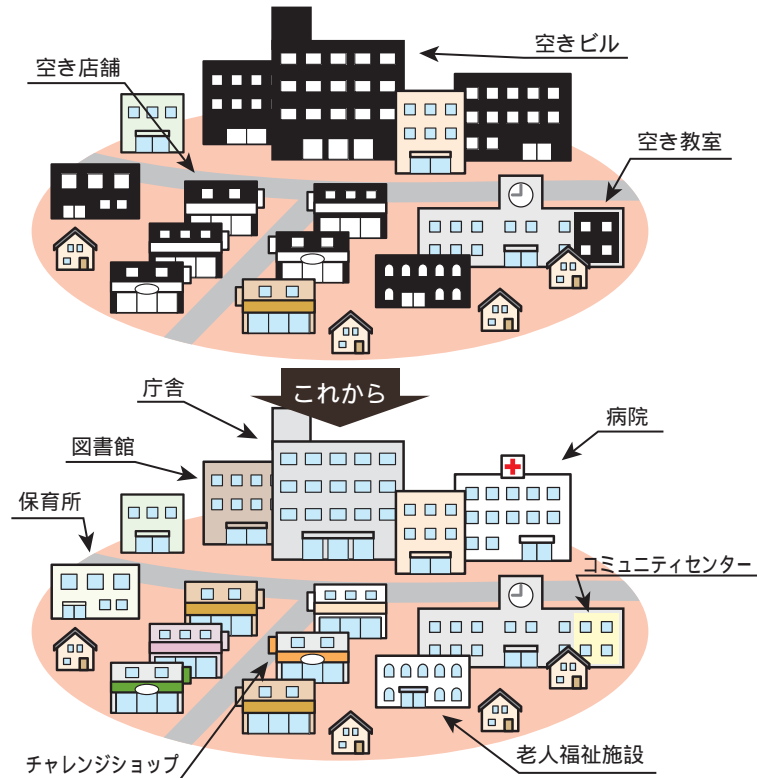 空きビル
空き店舗
空き教室
これから
庁舎
病院
図書館
保育所
コミュニティセンター
老人福祉施設
チャレンジショップ